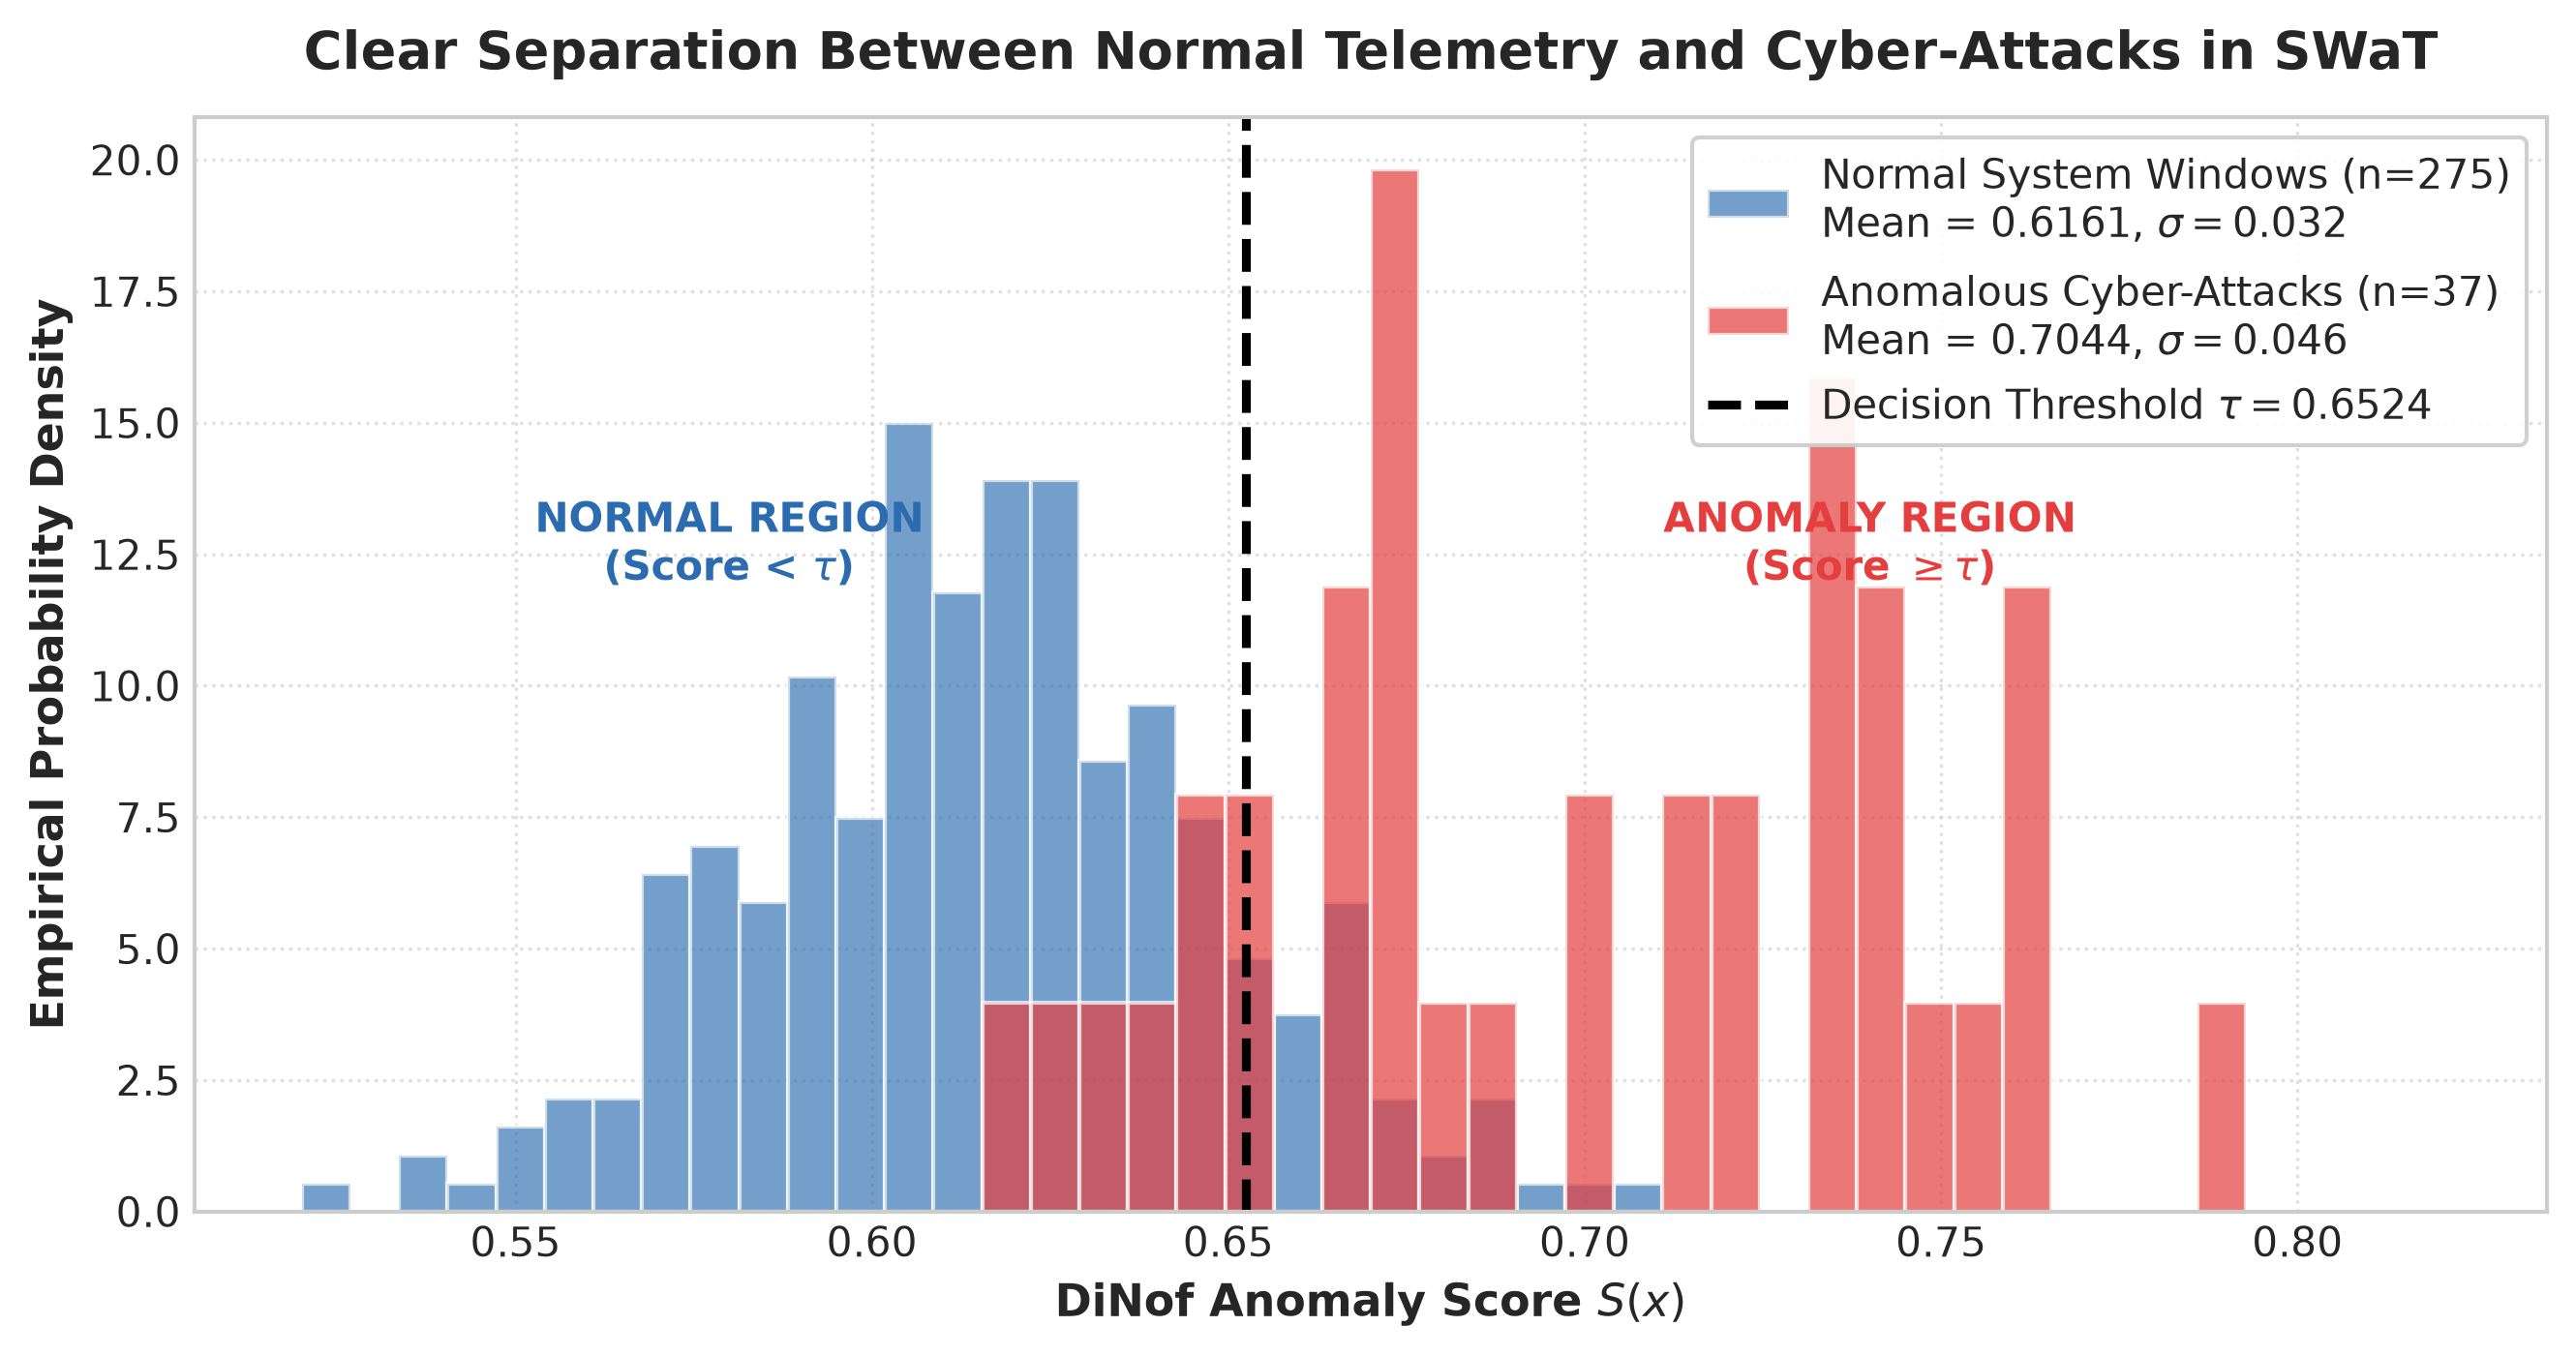 Clear Separation Between Normal Telemetry and Cyber-Attacks in SWaT
Empirical Probability Density
20.0
17.5
15.0
12.5
10.0
7.5
5.0
2.5
0.0
Normal System Windows (n=275)
Mean = 0.6161, σ = 0.032
Anomalous Cyber-Attacks (n=37)
Mean = 0.7044, σ = 0.046
Decision Threshold τ = 0.6524
NORMAL REGION
(Score < τ)
ANOMALY REGION
(Score ≥ τ)
0.55
0.60
0.65
0.70
0.75
0.80
DiNof Anomaly Score S(x)